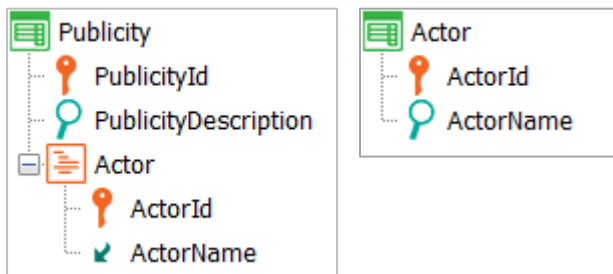 Publicity
PublicityId
PublicityDescription
Actor
ActorId
ActorName
Actor
ActorId
ActorName